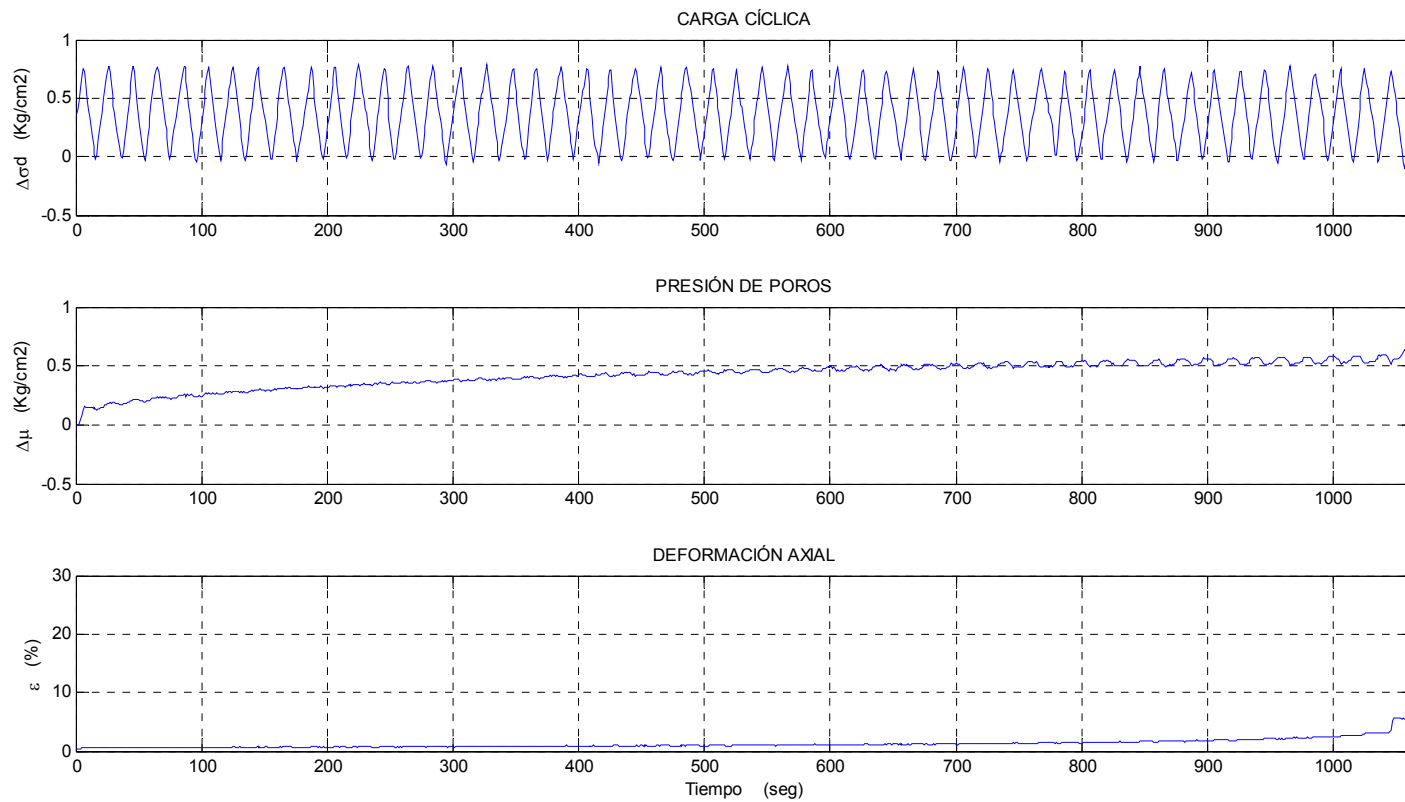 CARGA CÍCLICA
1
0.5
0
-0.5
Δσd (Kg/cm2)
0 100 200 300 400 500 600 700 800 900 1000
PRESIÓN DE POROS
1
0.5
0
-0.5
Δμ (Kg/cm2)
0 100 200 300 400 500 600 700 800 900 1000
DEFORMACIÓN AXIAL
30
20
10
0
ε (%)
0 100 200 300 400 500 600 700 800 900 1000
Tiempo (seg)